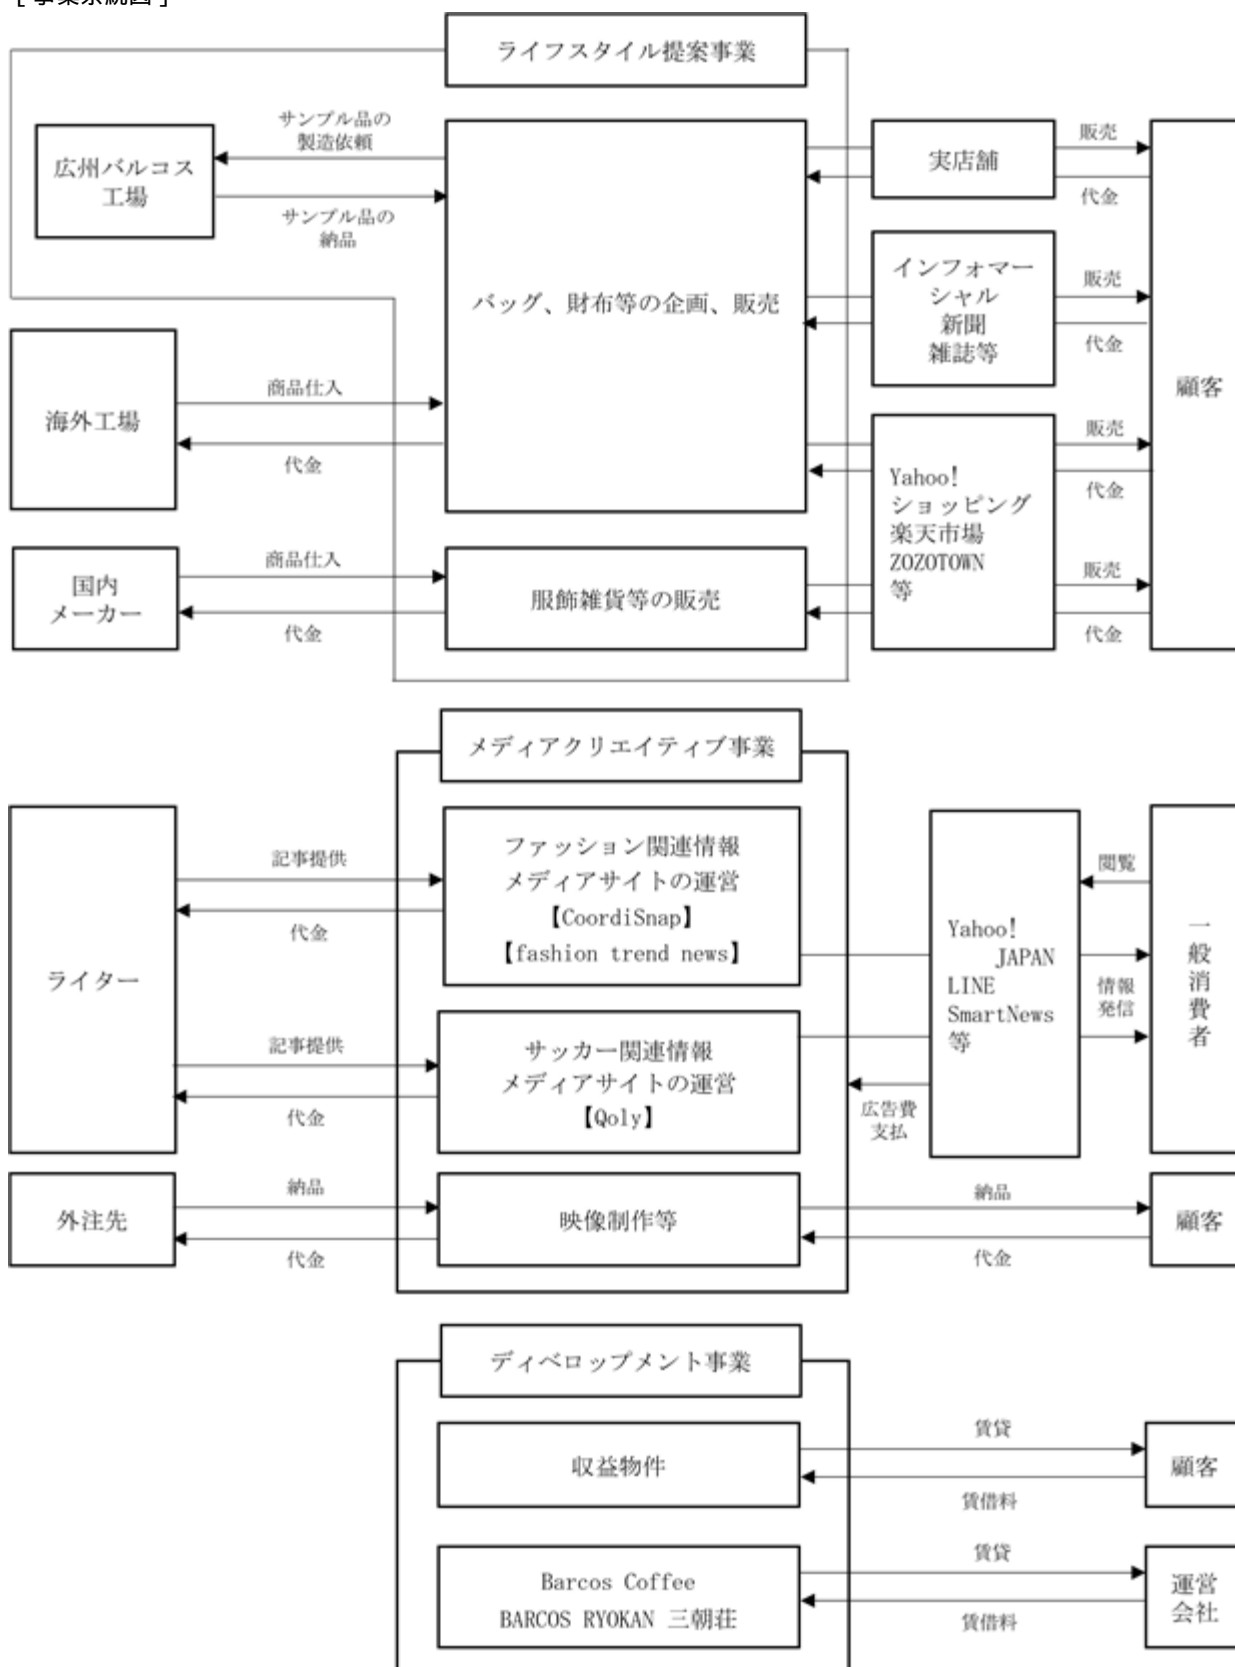 [ 事業系統図 ]
ライフスタイル提案事業
サンプル品の
製造依頼
広州バルコス
工場
サンプル品の
納品
バッグ、財布等の企画、販売
実店舗
販売
代金
インフォマー
シャル
新聞
雑誌等
販売
代金
顧客
海外工場
商品仕入
代金
Yahoo!
ショッピング
楽天市場
ZOZOTOWN
等
販売
代金
国内
メーカー
商品仕入
代金
服飾雑貨等の販売
販売
代金
メディアクリエイティブ事業
ライター
記事提供
代金
ファッション関連情報
メディアサイトの運営
【CoordiSnap】
【fashion trend news】
記事提供
代金
サッカー関連情報
メディアサイトの運営
【Qoly】
Yahoo!
JAPAN
LINE
SmartNews
等
閲覧
情報
発信
広告費
支払
一
般
消
費
者
外注先
納品
代金
映像制作等
納品
代金
顧客
ディベロップメント事業
収益物件
賃貸
賃借料
顧客
Barcos Coffee
BARCOS RYOKAN 三朝荘
賃貸
賃借料
運営
会社